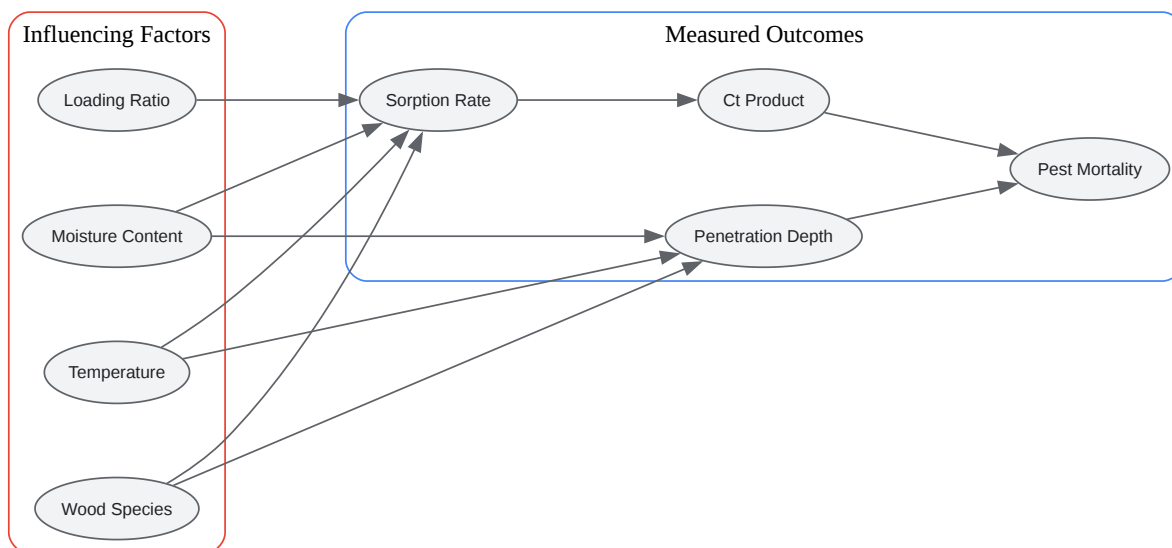 Influencing Factors
Measured Outcomes
Loading Ratio
Sorption Rate
Ct Product
Pest Mortality
Moisture Content
Penetration Depth
Temperature
Wood Species